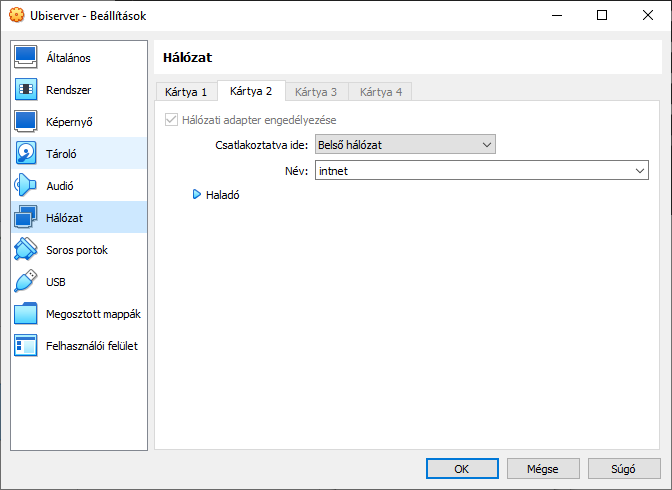 Ubiserver - Beállítások
Általános
Rendszer
Képernyő
Tároló
Audió
Hálózat
Soros portok
USB
Megosztott mappák
Felhasználói felület
Hálózat
Kártya 1 Kártya 2 Kártya 3 Kártya 4
Hálózati adapter engedélyezése
Csatlakoztatva ide: Belső hálózat
Név: intnet
Haladó
OK Mégse Súgó